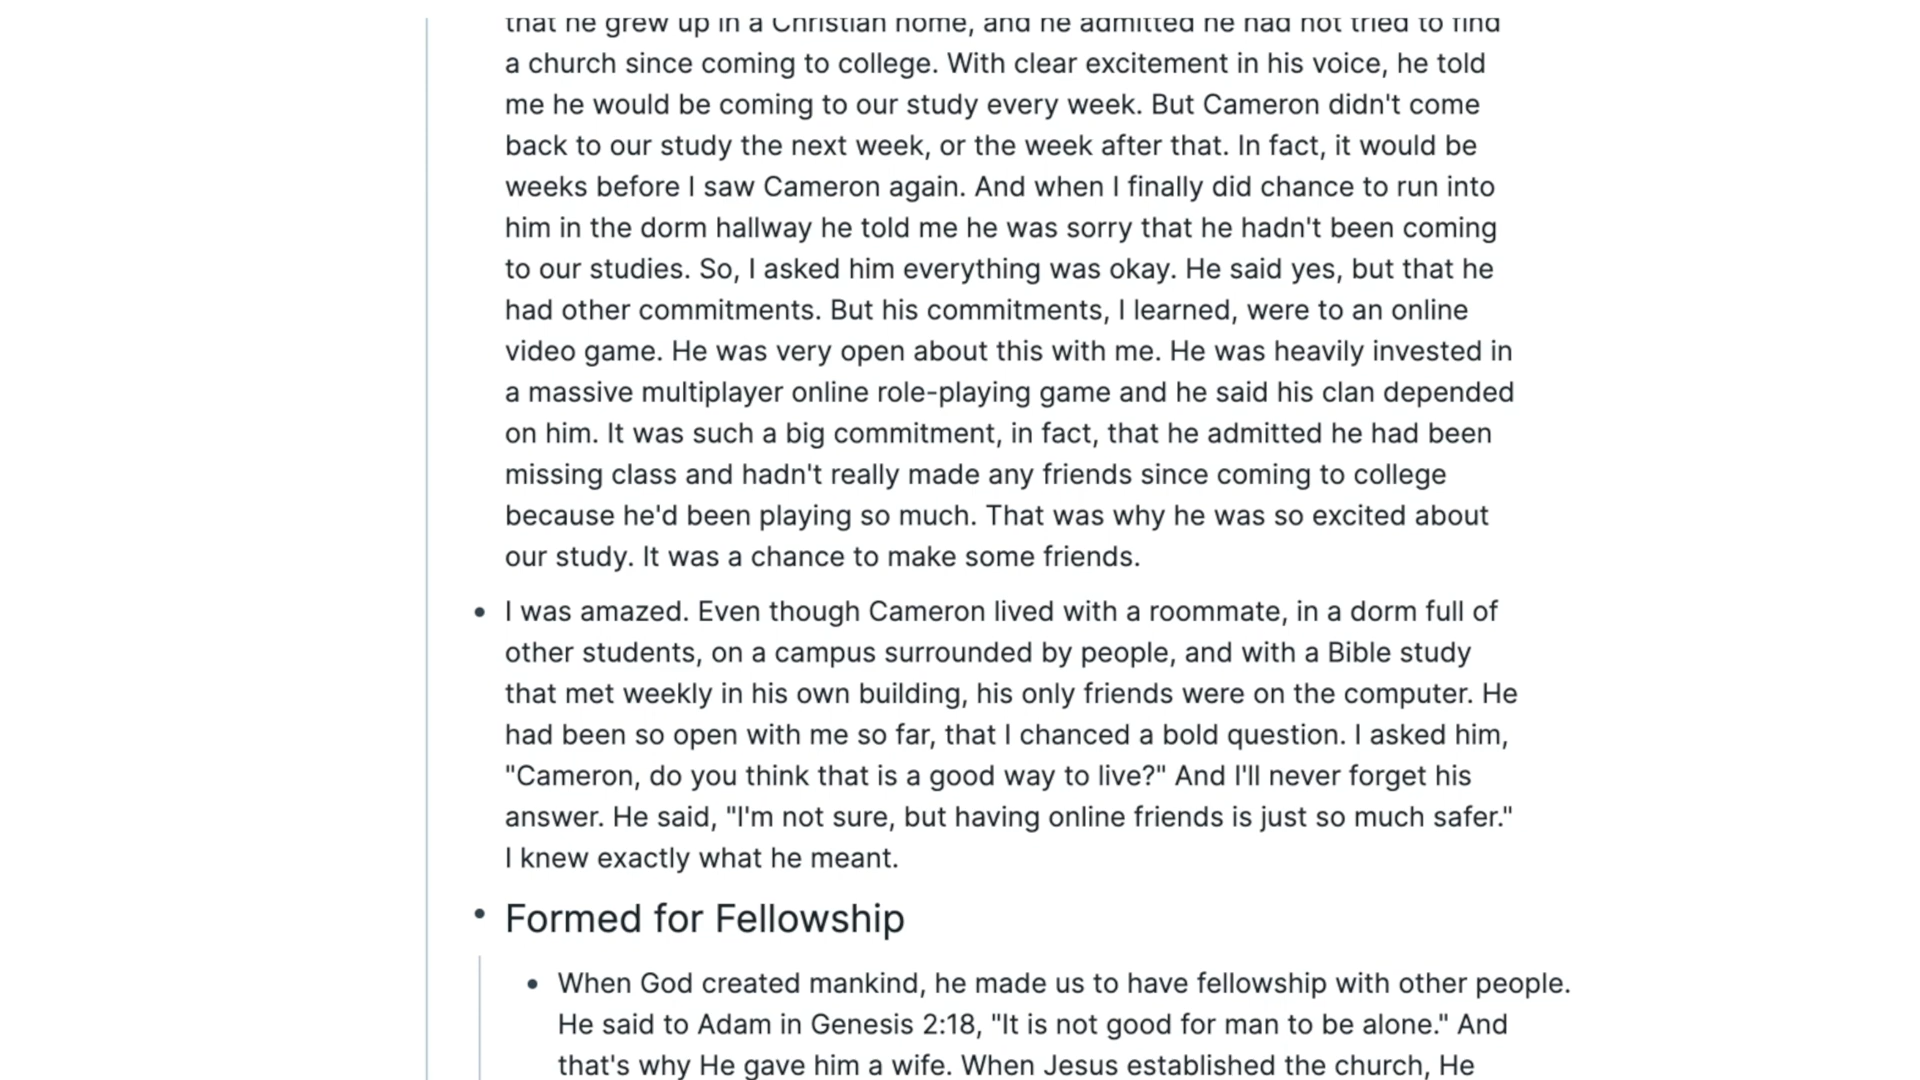 that he grew up in a Christian home, and he admitted he had not tried to find
a church since coming to college. With clear excitement in his voice, he told
me he would be coming to our study every week. But Cameron didn't come
back to our study the next week, or the week after that. In fact, it would be
weeks before I saw Cameron again. And when I finally did chance to run into
him in the dorm hallway he told me he was sorry that he hadn't been coming
to our studies. So, I asked him everything was okay. He said yes, but that he
had other commitments. But his commitments, I learned, were to an online
video game. He was very open about this with me. He was heavily invested in
a massive multiplayer online role-playing game and he said his clan depended
on him. It was such a big commitment, in fact, that he admitted he had been
missing class and hadn't really made any friends since coming to college
because he'd been playing so much. That was why he was so excited about
our study. It was a chance to make some friends.
• I was amazed. Even though Cameron lived with a roommate, in a dorm full of
other students, on a campus surrounded by people, and with a Bible study
that met weekly in his own building, his only friends were on the computer. He
had been so open with me so far, that I chanced a bold question. I asked him,
"Cameron, do you think that is a good way to live?" And I'll never forget his
answer. He said, "I'm not sure, but having online friends is just so much safer."
I knew exactly what he meant.
• Formed for Fellowship
• When God created mankind, he made us to have fellowship with other people.
He said to Adam in Genesis 2:18, "It is not good for man to be alone." And
that's why He gave him a wife. When Jesus established the church, He